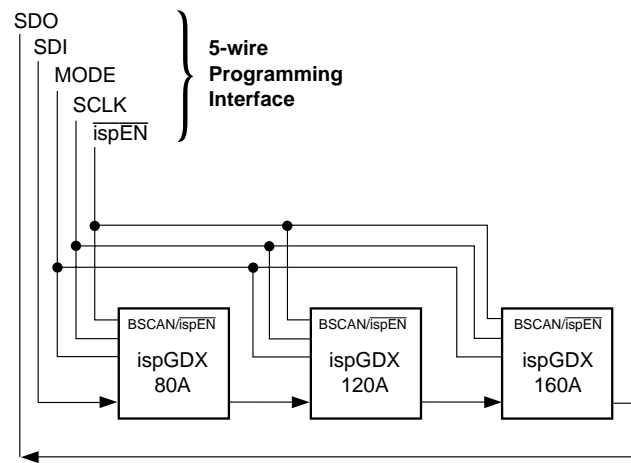 SDO
SDI
MODE
SCLK
ispEN
5-wire
Programming
Interface
BSCAN/ispEN
ispGDX
80A
BSCAN/ispEN
ispGDX
120A
BSCAN/ispEN
ispGDX
160A